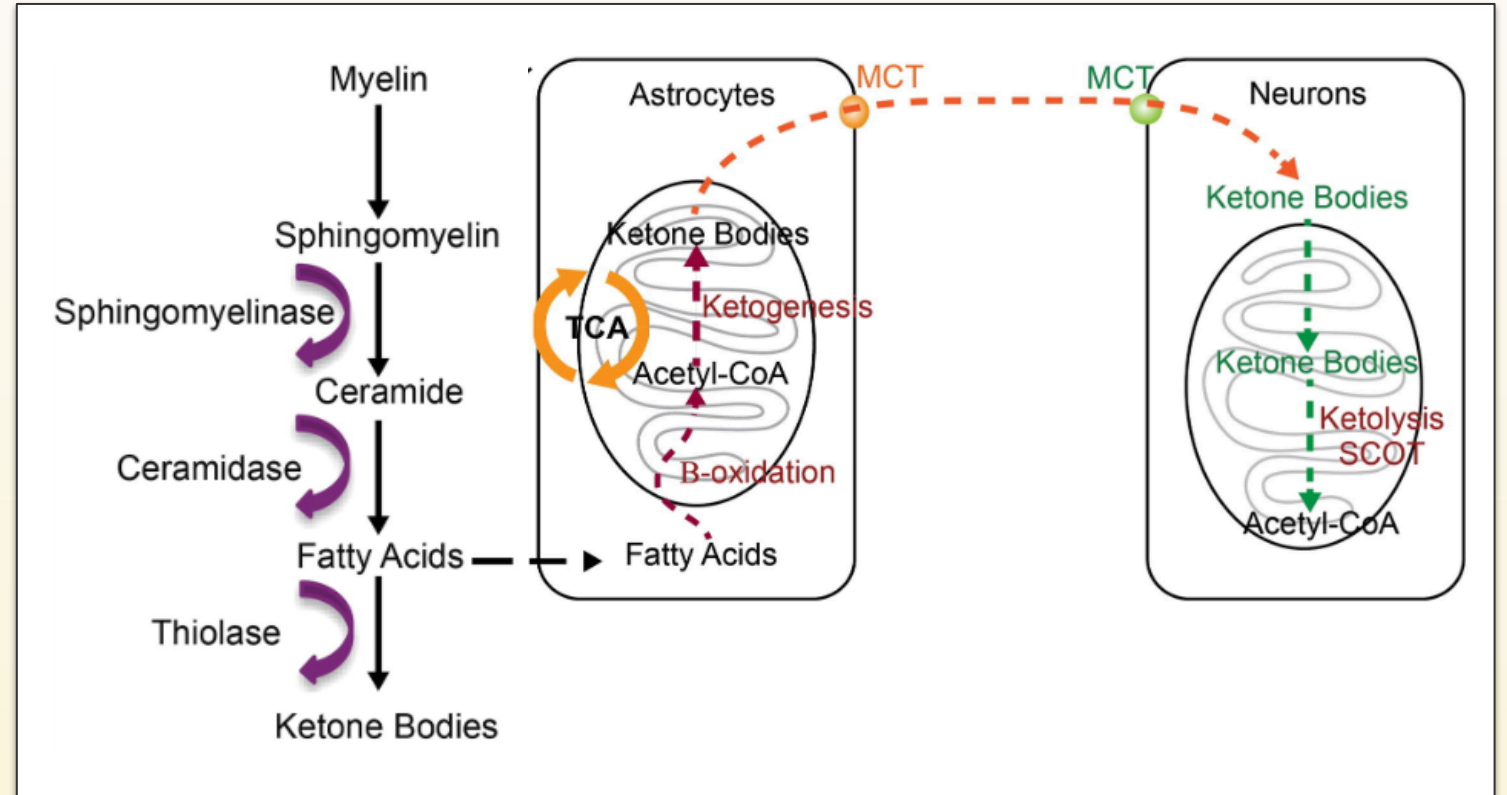 Myelin
Sphingomyelin
Sphingomyelinase
Ceramide
Ceramidase
Fatty Acids
Thiolase
Ketone Bodies
Astrocytes
MCT
Ketone Bodies
Ketogenesis
TCA
Acetyl-CoA
B-oxidation
Fatty Acids
MCT
Neurons
Ketone Bodies
Ketone Bodies
Ketolysis
SCOT
Acetyl-CoA